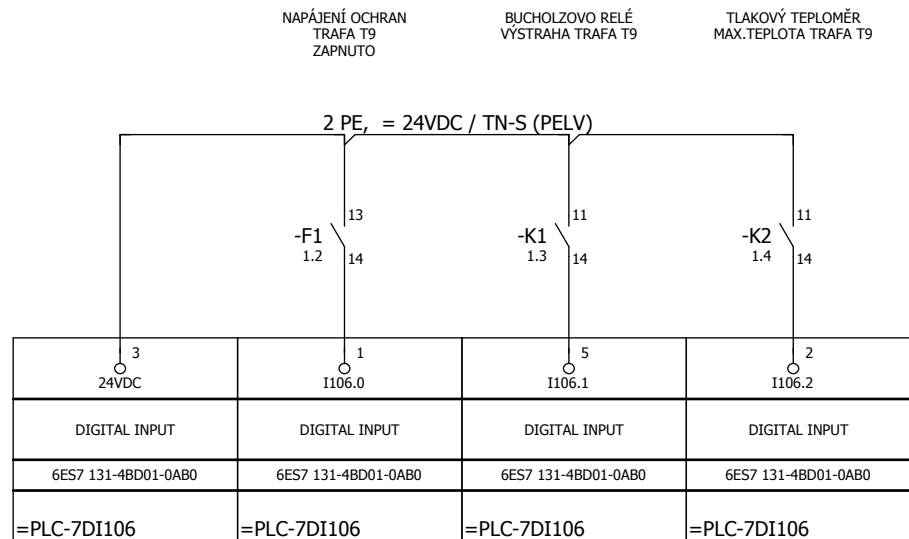 NAPÁJENÍ OCHRAN
TRAFA T9
ZAPNUTO
BUCHOLZOVO RELÉ
VÝSTRAHA TRAFA T9
TLAKOVÝ TEPLOMĚR
MAX.TEPLOTA TRAFA T9
2 PE, = 24VDC / TN-S (PELV)
13
-F1
1.2
14
11
-K1
1.3
14
11
-K2
1.4
14
3
24VDC
1
I106.0
5
I106.1
2
I106.2
DIGITAL INPUT
DIGITAL INPUT
DIGITAL INPUT
DIGITAL INPUT
6ES7 131-4BD01-0AB0
6ES7 131-4BD01-0AB0
6ES7 131-4BD01-0AB0
6ES7 131-4BD01-0AB0
=PLC-7DI106
=PLC-7DI106
=PLC-7DI106
=PLC-7DI106